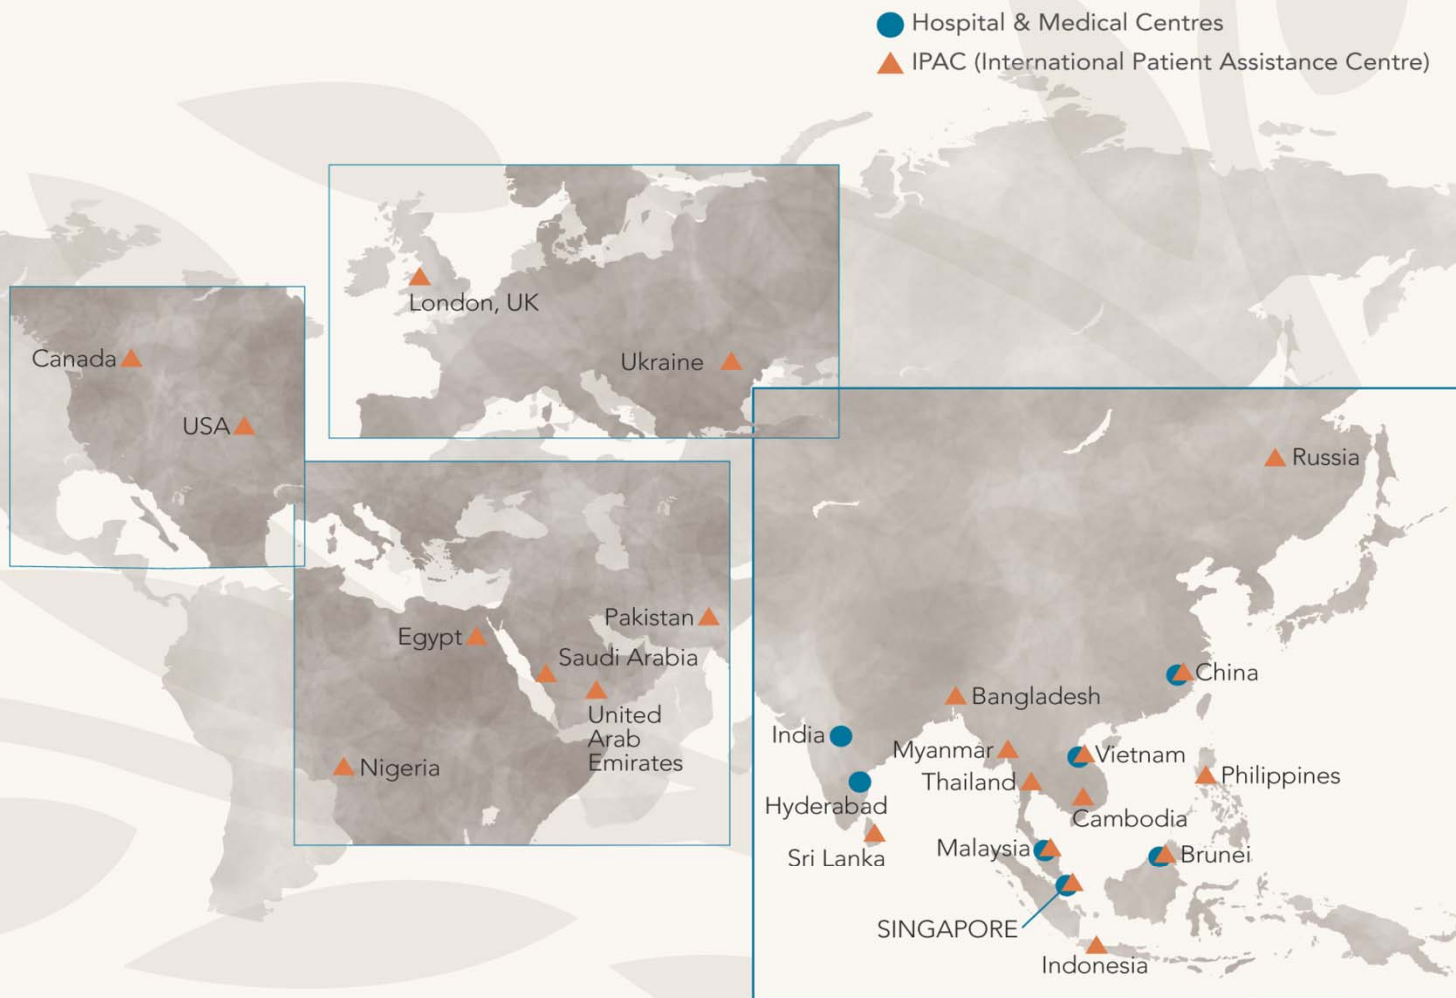 Hospital & Medical Centres
IPAC (International Patient Assistance Centre)
London, UK
Canada
Ukraine
USA
Russia
Pakistan
Egypt
Saudi Arabia
United
Arab
Emirates
Nigeria
China
Bangladesh
India
Myanmar
Vietnam
Thailand
Philippines
Hyderabad
Cambodia
Sri Lanka
Malaysia
Brunei
SINGAPORE
Indonesia